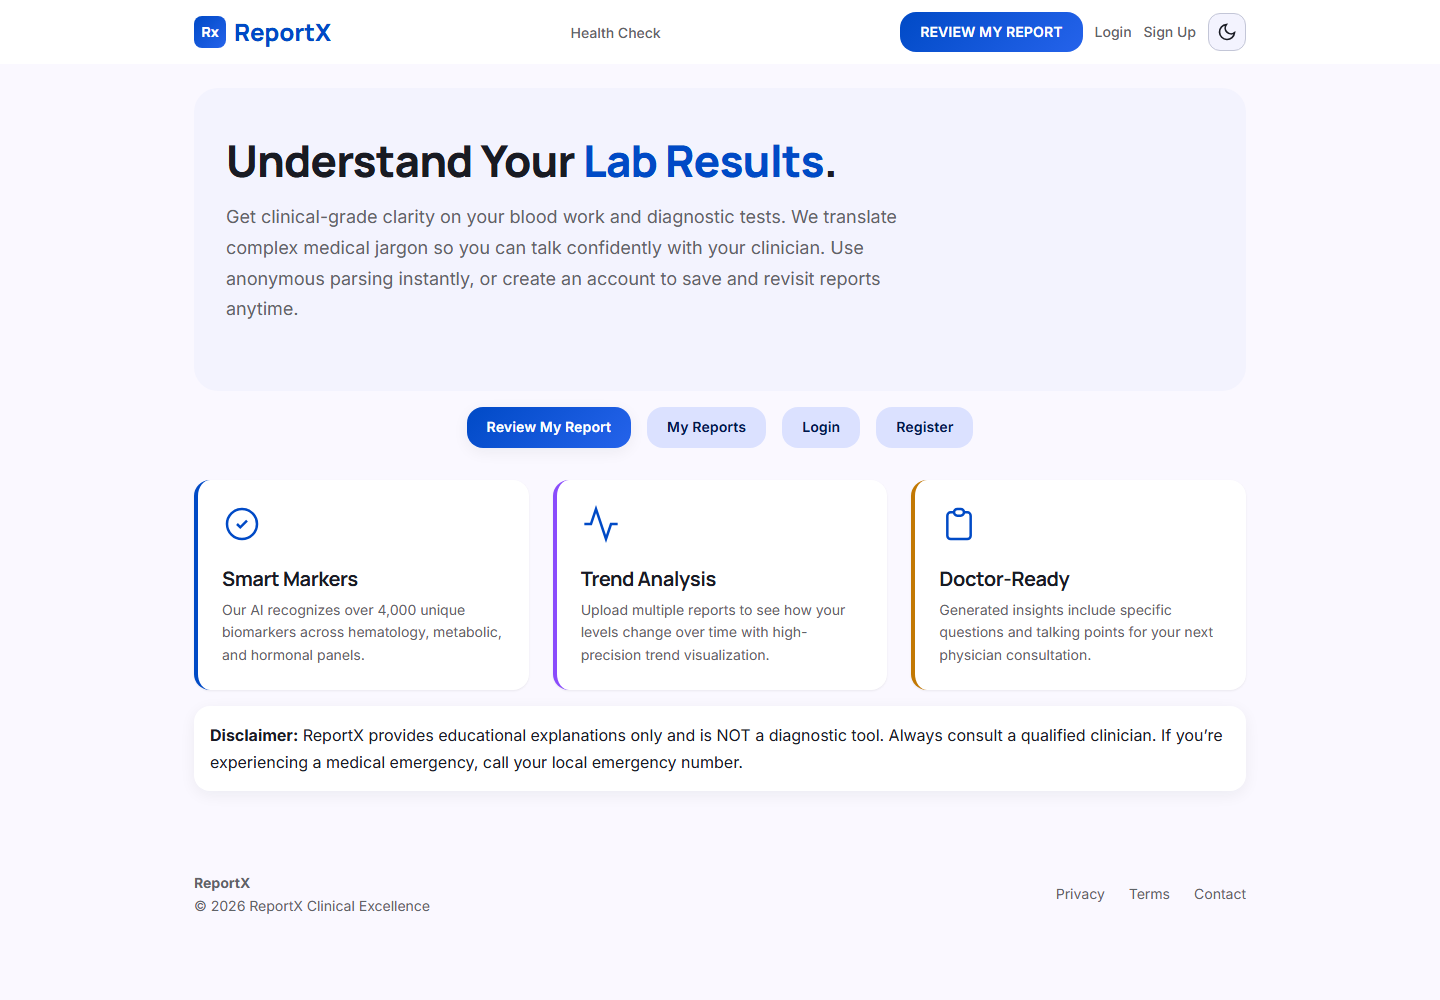 Rx ReportX
Health Check
REVIEW MY REPORT
Login
Sign Up
Understand Your Lab Results.
Get clinical-grade clarity on your blood work and diagnostic tests. We translate
complex medical jargon so you can talk confidently with your clinician. Use
anonymous parsing instantly, or create an account to save and revisit reports
anytime.
Review My Report
My Reports
Login
Register
Smart Markers
Our AI recognizes over 4,000 unique
biomarkers across hematology, metabolic,
and hormonal panels.
Trend Analysis
Upload multiple reports to see how your
levels change over time with high-
precision trend visualization.
Doctor-Ready
Generated insights include specific
questions and talking points for your next
physician consultation.
Disclaimer: ReportX provides educational explanations only and is NOT a diagnostic tool. Always consult a qualified clinician. If you’re
experiencing a medical emergency, call your local emergency number.
ReportX
© 2026 ReportX Clinical Excellence
Privacy
Terms
Contact